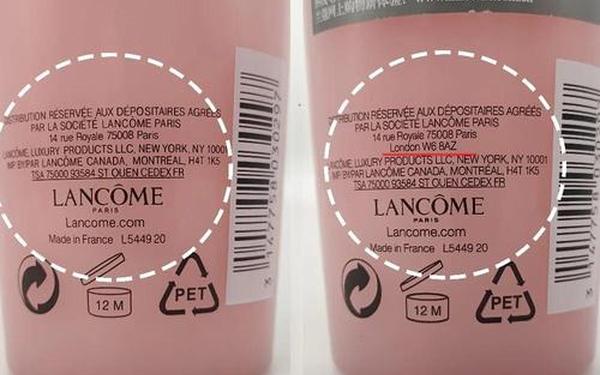 DISTRIBUTION RÉSERVÉE AUX DÉPOSITAIRES AGRÉÉS
PAR LA SOCIÉTÉ LANCÔME PARIS
14 rue Royale 75008 Paris
LANCÔME, LUXURY PRODUCTS LLC, NEW YORK, NY 10001
IMP BY/PAR LANCÔME CANADA, MONTRÉAL, H4T 1K5
TSA 75000 93584 ST OUEN CEDEX FR
LANCÔME
PARIS
Lancome.com
Made in France L5449 20
12 M
PET
DISTRIBUTION RÉSERVÉE AUX DÉPOSITAIRES AGRÉÉS
PAR LA SOCIÉTÉ LANCÔME PARIS
14 rue Royale 75008 Paris
London W6 8AZ
LANCÔME, LUXURY PRODUCTS LLC, NEW YORK, NY 10001
IMP BY/PAR LANCÔME CANADA, MONTRÉAL, H4T 1K5
TSA 75000 93584 ST OUEN CEDEX FR
LANCÔME
PARIS
Lancome.com
Made in France L5449 20
12 M
PET